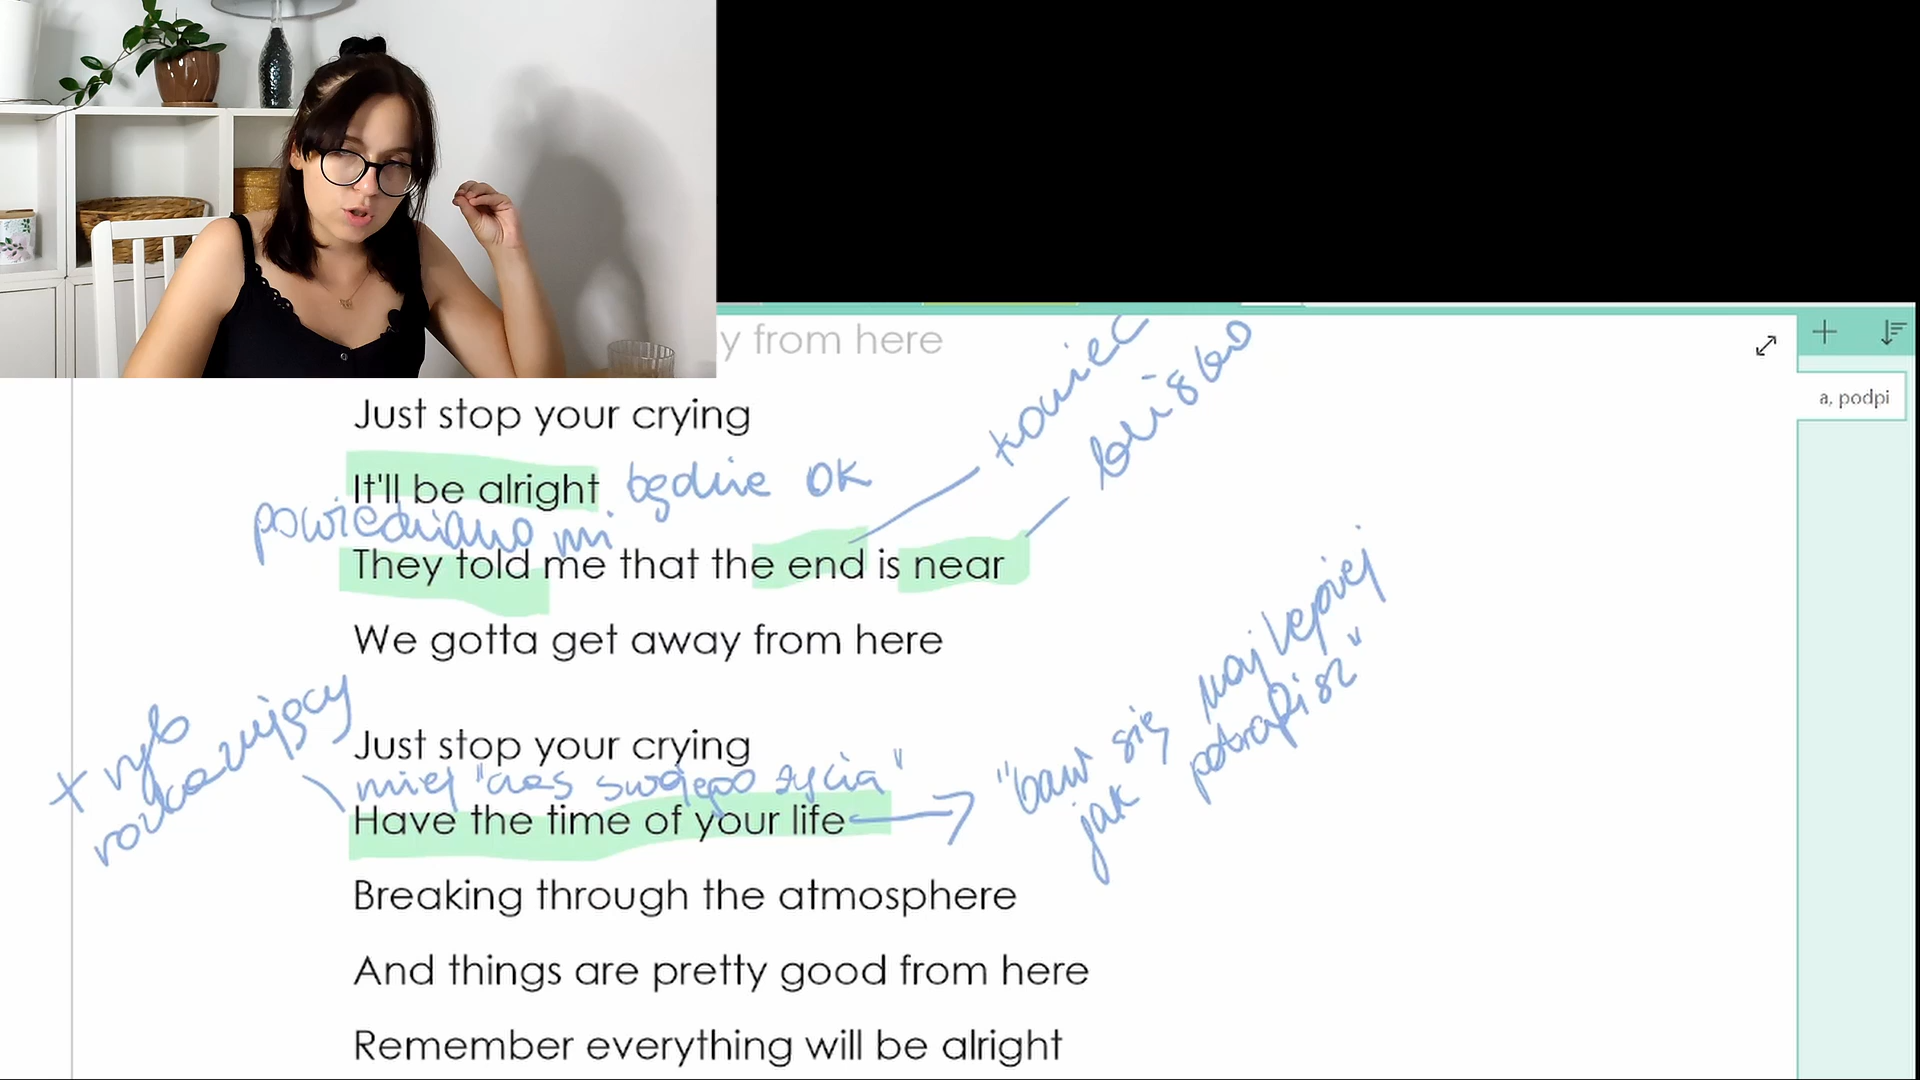 y from here
koniec
blisko
a, podpi
Just stop your crying
It'll be alright będzie OK
powiedziano mi
They told me that the end is near
We gotta get away from here
+ tryb
rozkazujący
Just stop your crying
miej "czas swojego życia"
Have the time of your life
"baw się najlepiej
jak potrafisz"
Breaking through the atmosphere
And things are pretty good from here
Remember everything will be alright